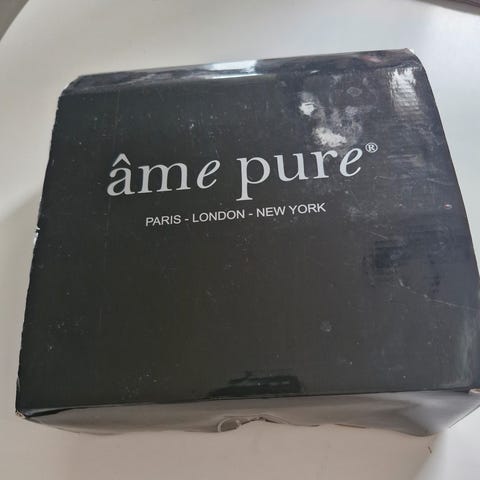 âme pure®
PARIS - LONDON - NEW YORK